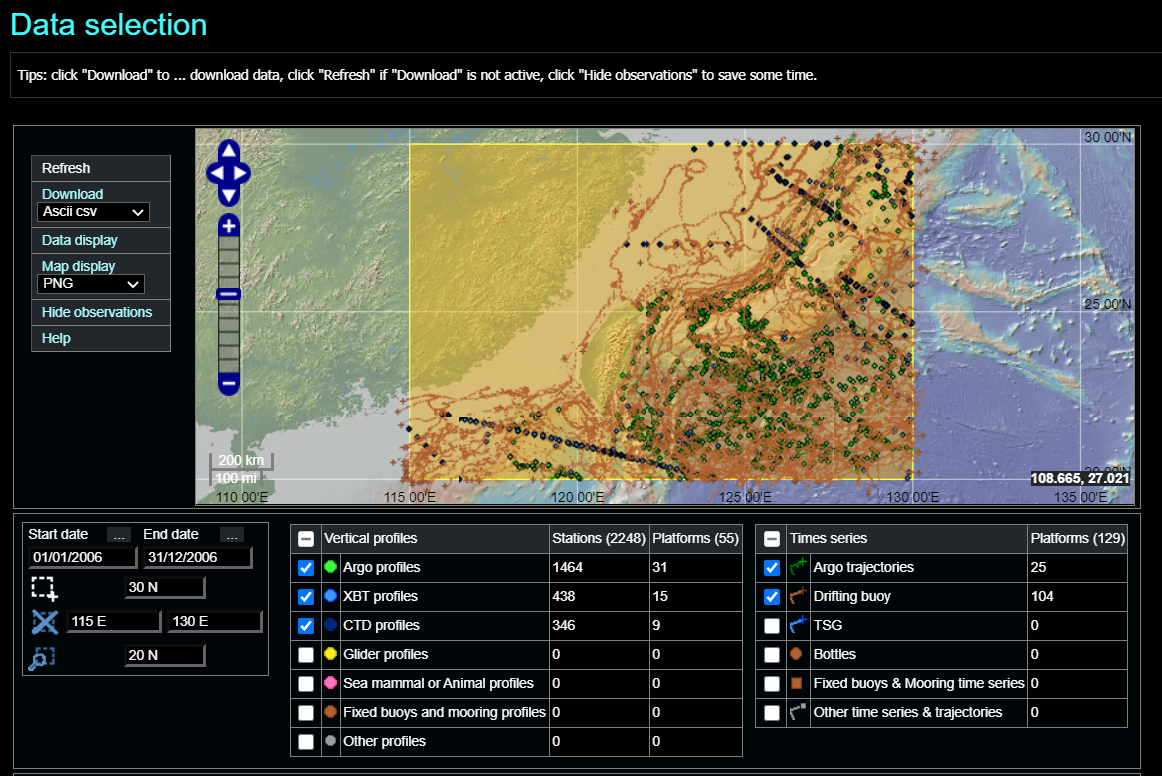 Data selection
Tips: click "Download" to ... download data, click "Refresh" if "Download" is not active, click "Hide observations" to save some time.
Refresh
Download
Ascii csv
Data display
Map display
PNG
Hide observations
Help
30 00'N
25 00'N
200 km
100 mi
108.665, 27.021
110 00'E
115 00'E
120 00'E
125 00'E
130 00'E
135 00'E
Start date ... End date ...
01/01/2006 31/12/2006
30 N
115 E 130 E
20 N
Vertical profiles Stations (2248) Platforms (55)
Argo profiles 1464 31
XBT profiles 438 15
CTD profiles 346 9
Glider profiles 0 0
Sea mammal or Animal profiles 0 0
Fixed buoys and mooring profiles 0 0
Other profiles 0 0
Times series Platforms (129)
Argo trajectories 25
Drifting buoy 104
TSG 0
Bottles 0
Fixed buoys & Mooring time series 0
Other time series & trajectories 0